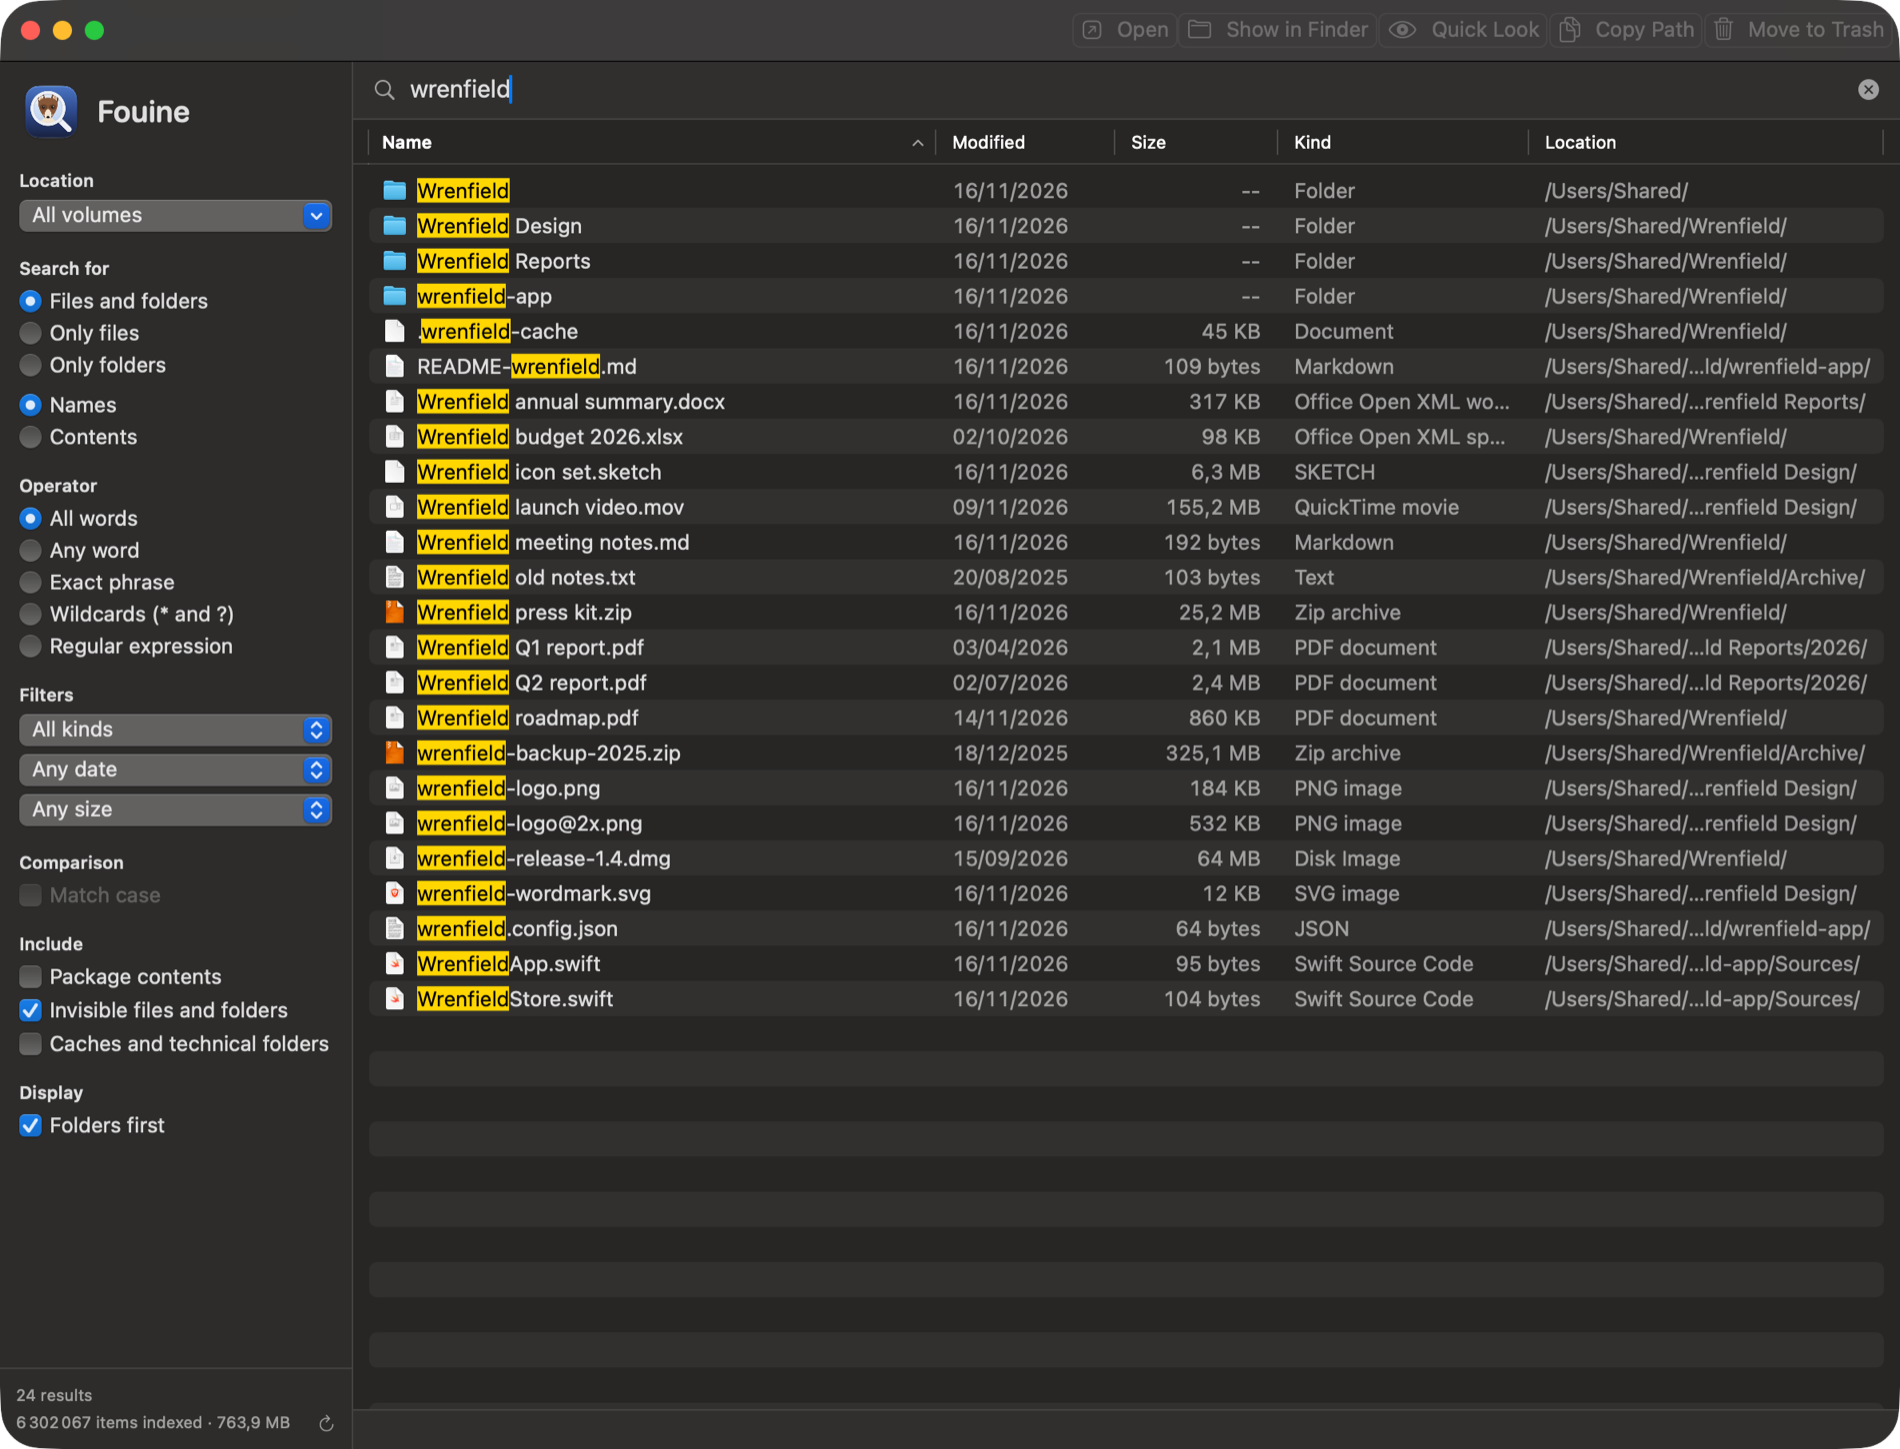 Open Show in Finder Quick Look Copy Path Move to Trash
Fouine
Location
All volumes
Search for
Files and folders
Only files
Only folders
Names
Contents
Operator
All words
Any word
Exact phrase
Wildcards (* and ?)
Regular expression
Filters
All kinds
Any date
Any size
Comparison
Match case
Include
Package contents
Invisible files and folders
Caches and technical folders
Display
Folders first
24 results
6 302 067 items indexed · 763,9 MB
wrenfield
Name Modified Size Kind Location
Wrenfield 16/11/2026 -- Folder /Users/Shared/
Wrenfield Design 16/11/2026 -- Folder /Users/Shared/Wrenfield/
Wrenfield Reports 16/11/2026 -- Folder /Users/Shared/Wrenfield/
wrenfield-app 16/11/2026 -- Folder /Users/Shared/Wrenfield/
.wrenfield-cache 16/11/2026 45 KB Document /Users/Shared/Wrenfield/
README-wrenfield.md 16/11/2026 109 bytes Markdown /Users/Shared/...ld/wrenfield-app/
Wrenfield annual summary.docx 16/11/2026 317 KB Office Open XML wo... /Users/Shared/...renfield Reports/
Wrenfield budget 2026.xlsx 02/10/2026 98 KB Office Open XML sp... /Users/Shared/Wrenfield/
Wrenfield icon set.sketch 16/11/2026 6,3 MB SKETCH /Users/Shared/...renfield Design/
Wrenfield launch video.mov 09/11/2026 155,2 MB QuickTime movie /Users/Shared/...renfield Design/
Wrenfield meeting notes.md 16/11/2026 192 bytes Markdown /Users/Shared/Wrenfield/
Wrenfield old notes.txt 20/08/2025 103 bytes Text /Users/Shared/Wrenfield/Archive/
Wrenfield press kit.zip 16/11/2026 25,2 MB Zip archive /Users/Shared/Wrenfield/
Wrenfield Q1 report.pdf 03/04/2026 2,1 MB PDF document /Users/Shared/...ld Reports/2026/
Wrenfield Q2 report.pdf 02/07/2026 2,4 MB PDF document /Users/Shared/...ld Reports/2026/
Wrenfield roadmap.pdf 14/11/2026 860 KB PDF document /Users/Shared/Wrenfield/
wrenfield-backup-2025.zip 18/12/2025 325,1 MB Zip archive /Users/Shared/Wrenfield/Archive/
wrenfield-logo.png 16/11/2026 184 KB PNG image /Users/Shared/...renfield Design/
wrenfield-logo@2x.png 16/11/2026 532 KB PNG image /Users/Shared/...renfield Design/
wrenfield-release-1.4.dmg 15/09/2026 64 MB Disk Image /Users/Shared/Wrenfield/
wrenfield-wordmark.svg 16/11/2026 12 KB SVG image /Users/Shared/...renfield Design/
wrenfield.config.json 16/11/2026 64 bytes JSON /Users/Shared/...ld/wrenfield-app/
WrenfieldApp.swift 16/11/2026 95 bytes Swift Source Code /Users/Shared/...ld-app/Sources/
WrenfieldStore.swift 16/11/2026 104 bytes Swift Source Code /Users/Shared/...ld-app/Sources/